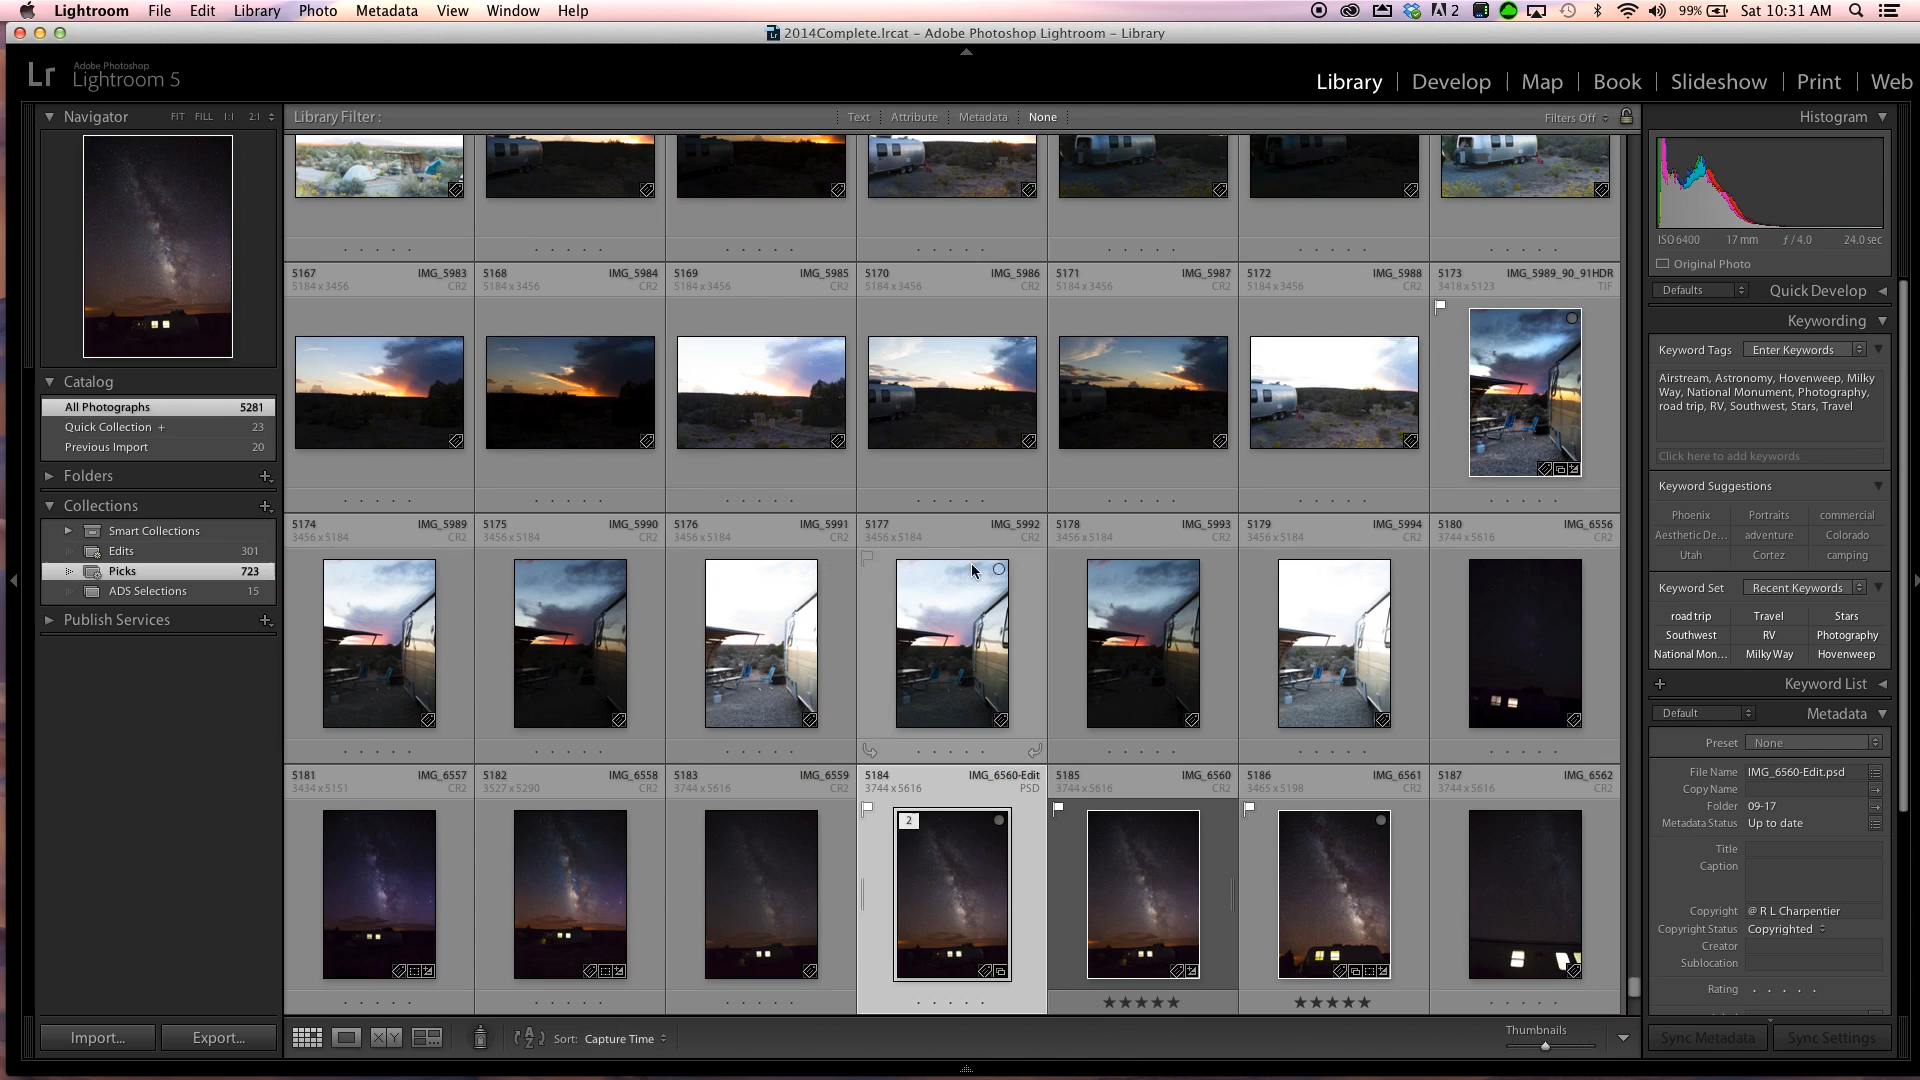 Lightroom File Edit Library Photo Metadata View Window Help 2 99% Sat 10:31 AM
2014Complete.lrcat - Adobe Photoshop Lightroom - Library
Lr Adobe Photoshop Lightroom 5
Library | Develop | Map | Book | Slideshow | Print | Web
Navigator FIT FILL 1:1 2:1
Catalog
All Photographs 5281
Quick Collection + 23
Previous Import 20
Folders
Collections
Smart Collections
Edits 301
Picks 723
ADS Selections 15
Publish Services
Import... Export...
Library Filter : Text Attribute Metadata None Filters Off
5167 IMG_5983 5168 IMG_5984 5169 IMG_5985 5170 IMG_5986 5171 IMG_5987 5172 IMG_5988 5173 IMG_5989_90_91HDR
5184 x 3456 CR2 5184 x 3456 CR2 5184 x 3456 CR2 5184 x 3456 CR2 5184 x 3456 CR2 5184 x 3456 CR2 3418 x 5123 TIF
5174 IMG_5989 5175 IMG_5990 5176 IMG_5991 5177 IMG_5992 5178 IMG_5993 5179 IMG_5994 5180 IMG_6556
3456 x 5184 CR2 3456 x 5184 CR2 3456 x 5184 CR2 3456 x 5184 CR2 3456 x 5184 CR2 3456 x 5184 CR2 3744 x 5616 CR2
5181 IMG_6557 5182 IMG_6558 5183 IMG_6559 5184 IMG_6560-Edit 5185 IMG_6560 5186 IMG_6561 5187 IMG_6562
3434 x 5151 CR2 3527 x 5290 CR2 3744 x 5616 CR2 3744 x 5616 PSD 3744 x 5616 CR2 3465 x 5198 CR2 3744 x 5616 CR2
2
★★★★★ ★★★★★
XY Sort: Capture Time Thumbnails
Histogram
ISO 6400 17 mm ƒ / 4.0 24.0 sec
Original Photo
Defaults Quick Develop
Keywording
Keyword Tags Enter Keywords
Airstream, Astronomy, Hovenweep, Milky
Way, National Monument, Photography,
road trip, RV, Southwest, Stars, Travel
Click here to add keywords
Keyword Suggestions
Phoenix Portraits commercial
Aesthetic De... adventure Colorado
Utah Cortez camping
Keyword Set Recent Keywords
road trip Travel Stars
Southwest RV Photography
National Mon... Milky Way Hovenweep
+ Keyword List
Default Metadata
Preset None
File Name IMG_6560-Edit.psd
Copy Name
Folder 09-17
Metadata Status Up to date
Title
Caption
Copyright @ R L Charpentier
Copyright Status Copyrighted
Creator
Sublocation
Rating
Sync Metadata Sync Settings